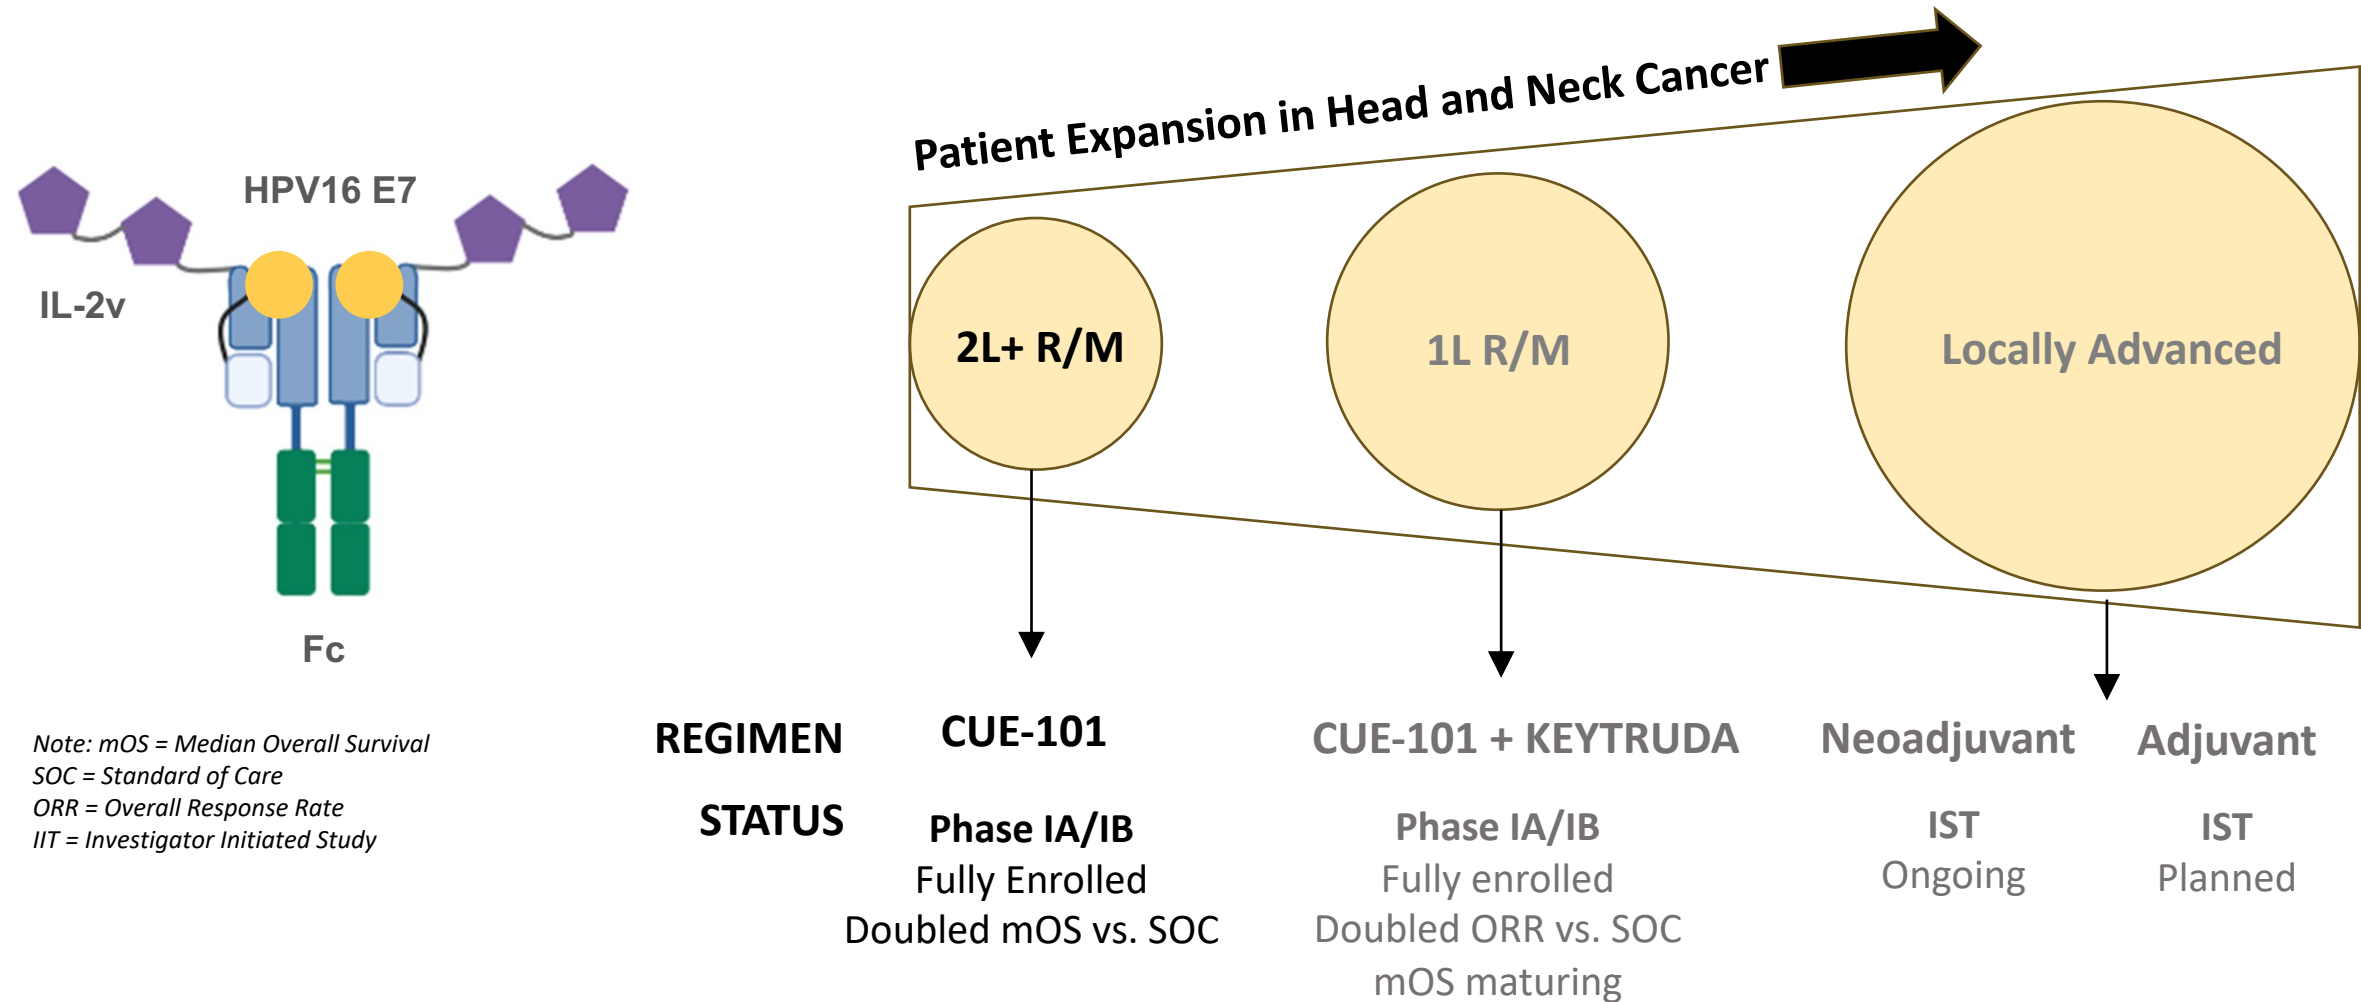 Patient Expansion in Head and Neck Cancer
HPV16 E7
IL-2v
Fc
2L+ R/M
1L R/M
Locally Advanced
REGIMEN
CUE-101
CUE-101 + KEYTRUDA
Neoadjuvant
Adjuvant
STATUS
Phase IA/IB
Fully Enrolled
Doubled mOS vs. SOC
Phase IA/IB
Fully enrolled
Doubled ORR vs. SOC
mOS maturing
IST
Ongoing
IST
Planned
Note: mOS = Median Overall Survival
SOC = Standard of Care
ORR = Overall Response Rate
IIT = Investigator Initiated Study